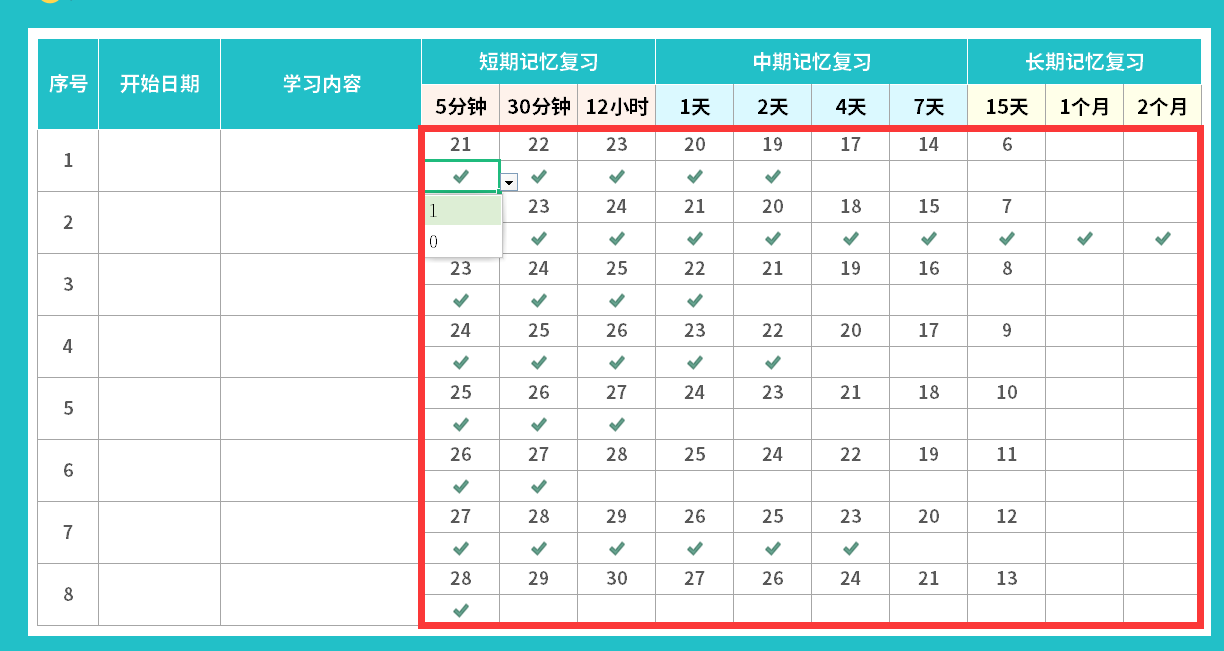 序号 开始日期 学习内容 短期记忆复习 中期记忆复习 长期记忆复习
5分钟 30分钟 12小时 1天 2天 4天 7天 15天 1个月 2个月
1 21 22 23 20 19 17 14 6
✔ ✔ ✔ ✔ ✔
2 23 24 21 20 18 15 7
1
0 ✔ ✔ ✔ ✔ ✔ ✔ ✔ ✔ ✔
3 23 24 25 22 21 19 16 8
✔ ✔ ✔ ✔
4 24 25 26 23 22 20 17 9
✔ ✔ ✔ ✔ ✔
5 25 26 27 24 23 21 18 10
✔ ✔ ✔
6 26 27 28 25 24 22 19 11
✔ ✔
7 27 28 29 26 25 23 20 12
✔ ✔ ✔ ✔ ✔ ✔
8 28 29 30 27 26 24 21 13
✔